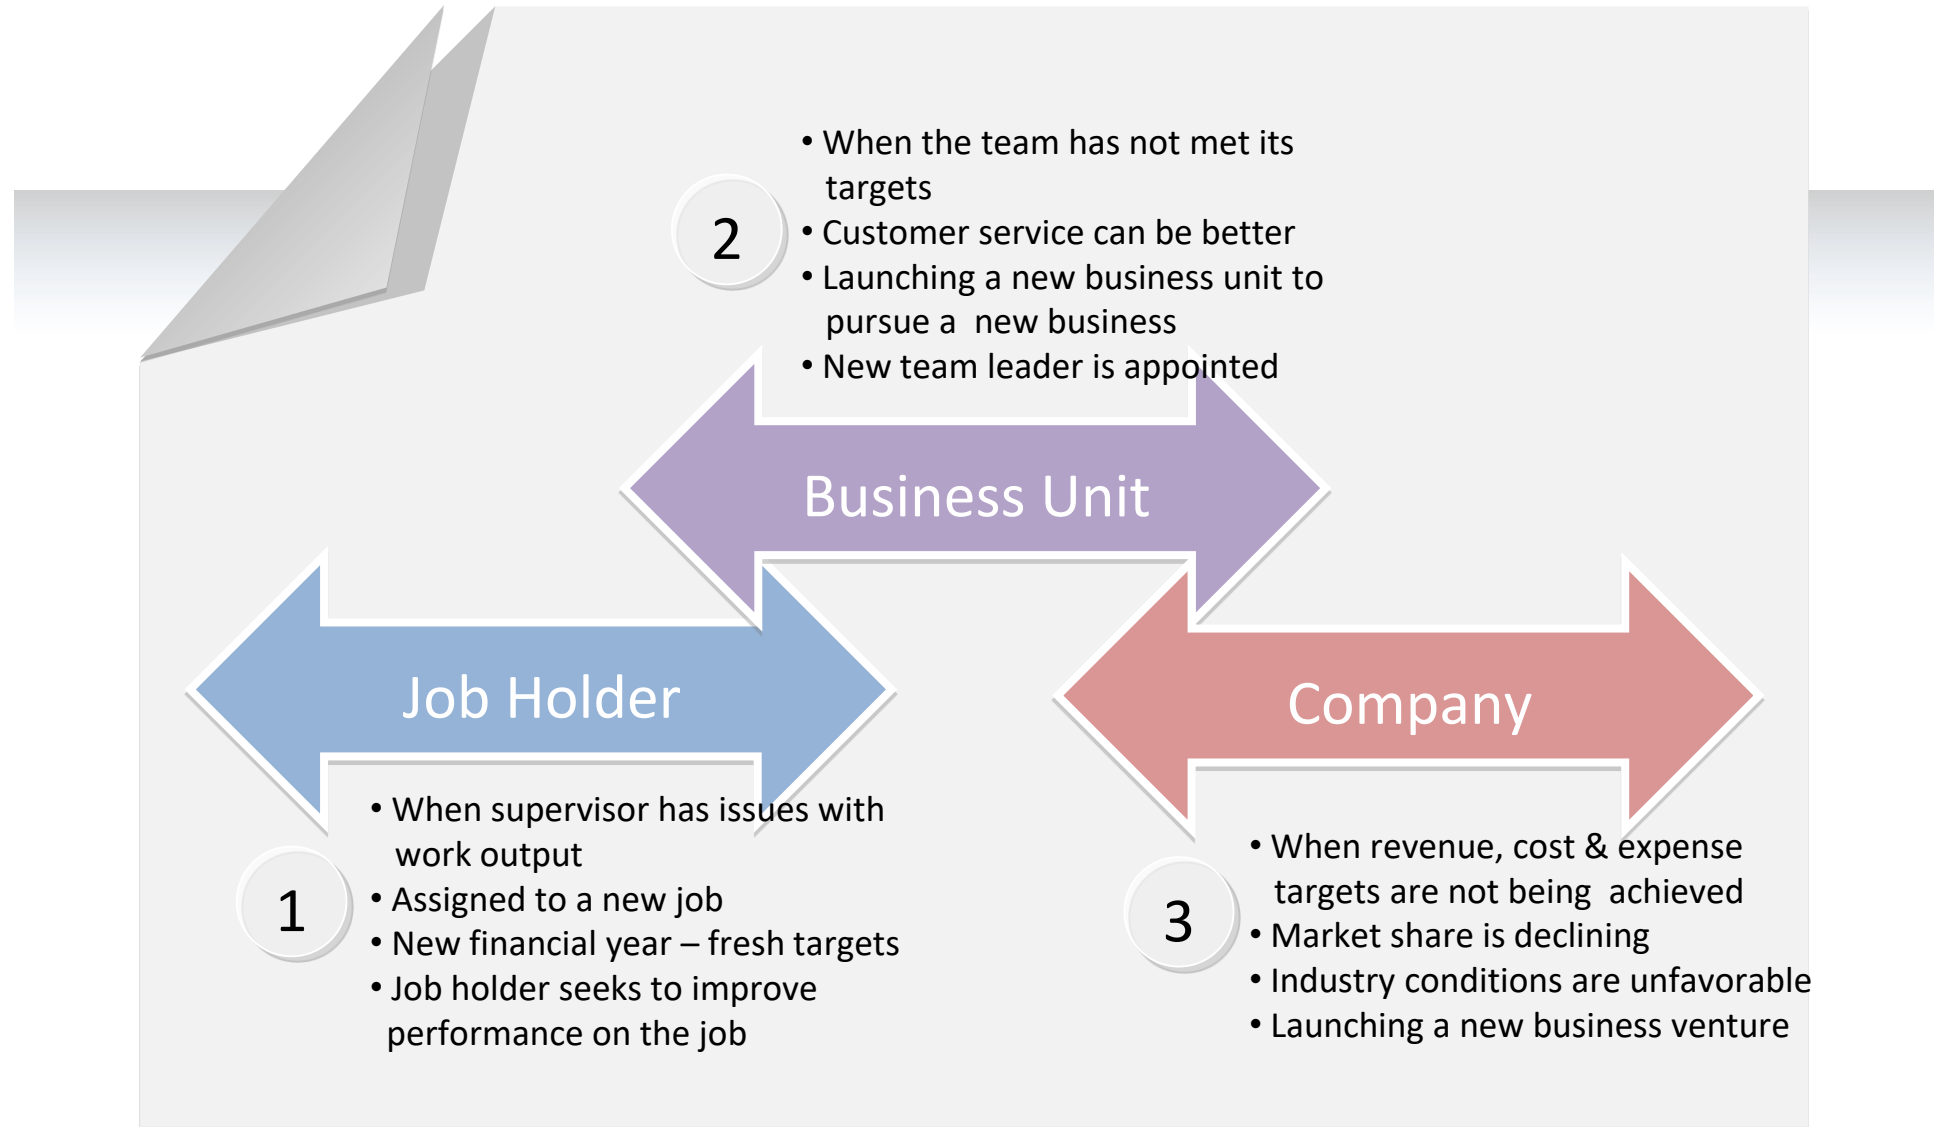 2
• When the team has not met its
targets
• Customer service can be better
• Launching a new business unit to
pursue a  new business
• New team leader is appointed
Business Unit
Job Holder
Company
1
• When supervisor has issues with
work output
• Assigned to a new job
• New financial year – fresh targets
• Job holder seeks to improve
performance on the job
3
• When revenue, cost & expense
targets are not being  achieved
• Market share is declining
• Industry conditions are unfavorable
• Launching a new business venture